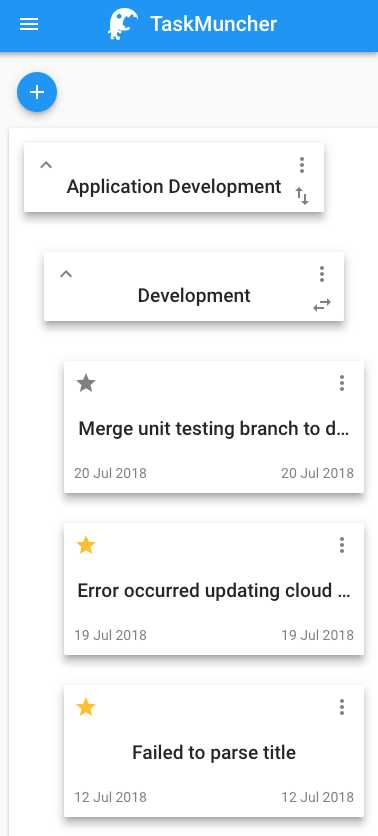 TaskMuncher
Application Development
Development
Merge unit testing branch to d...
20 Jul 2018 20 Jul 2018
Error occurred updating cloud ...
19 Jul 2018 19 Jul 2018
Failed to parse title
12 Jul 2018 12 Jul 2018